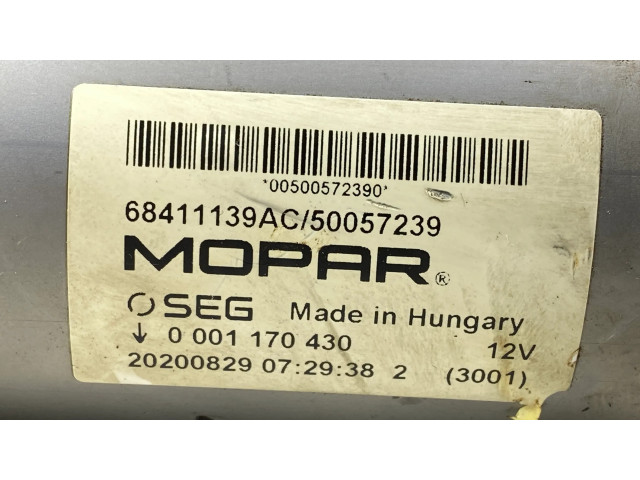 *00500572390*
68411139AC/50057239
MOPAR®
SEG Made in Hungary
↓ 0 001 170 430 12V
20200829 07:29:38 2 (3001)